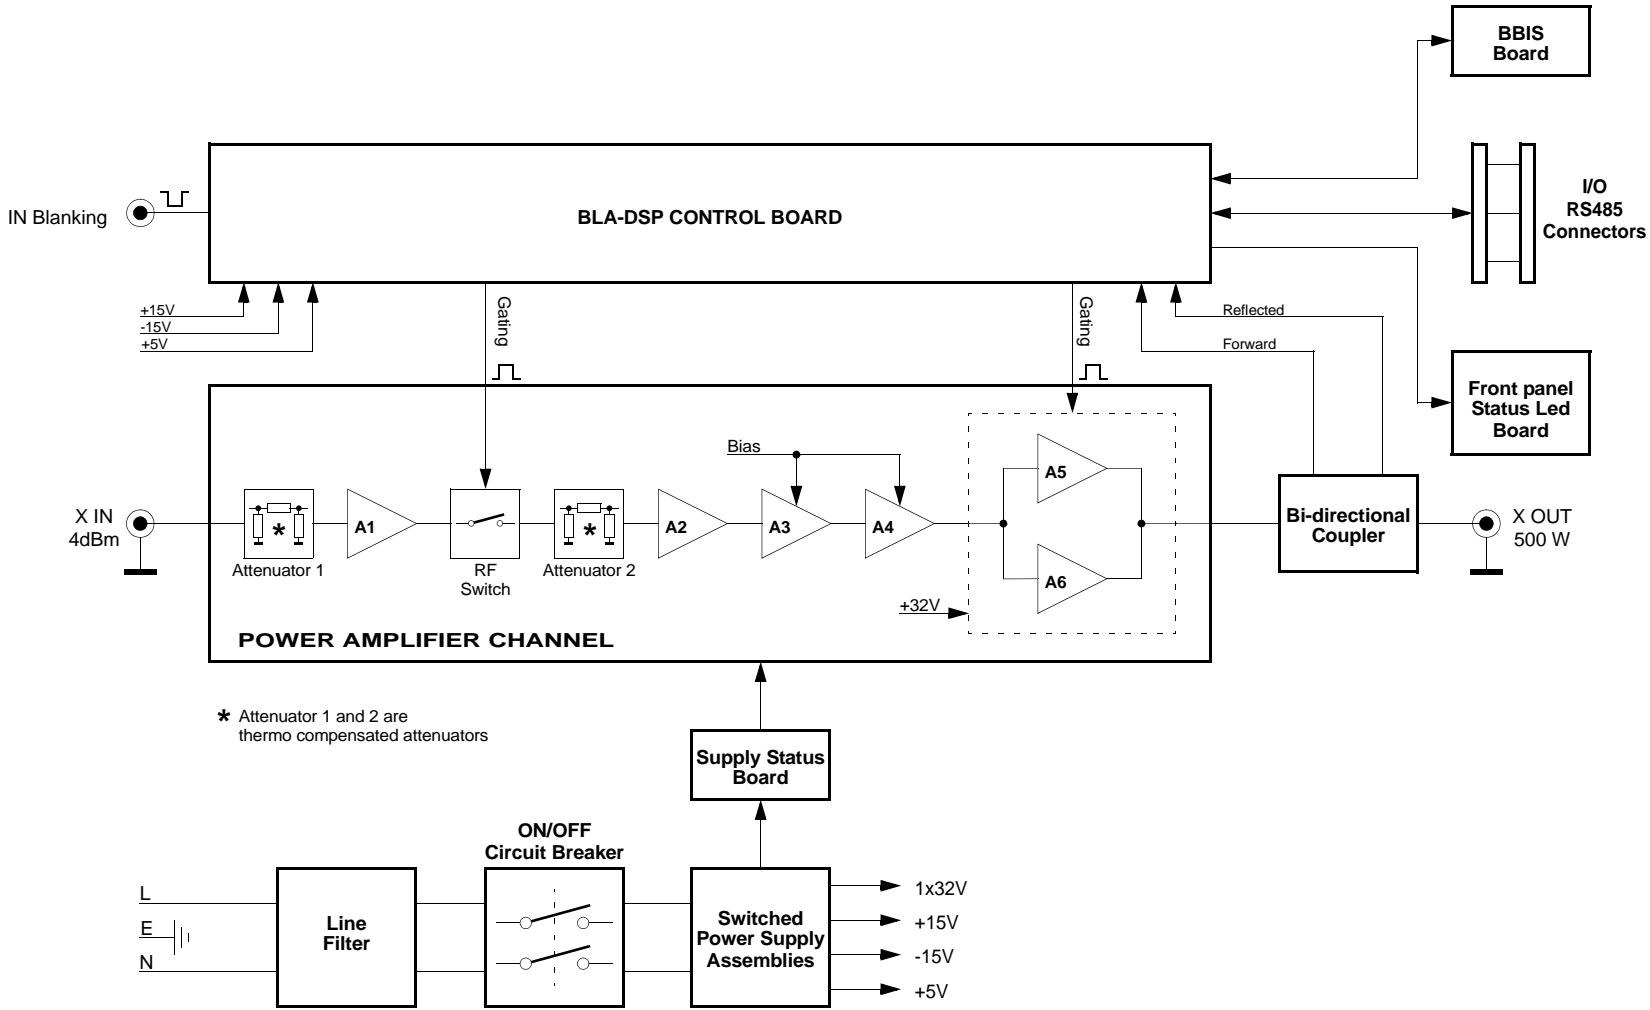 BBIS
Board
IN Blanking
BLA-DSP CONTROL BOARD
I/O
RS485
Connectors
+15V
-15V
+5V
Gating
Gating
Reflected
Forward
Front panel
Status Led
Board
X IN
4dBm
*
Attenuator 1
A1
RF
Switch
*
Attenuator 2
A2
Bias
A3
A4
A5
A6
+32V
Bi-directional
Coupler
X OUT
500 W
POWER AMPLIFIER CHANNEL
* Attenuator 1 and 2 are
thermo compensated attenuators
Supply Status
Board
ON/OFF
Circuit Breaker
L
E
N
Line
Filter
Switched
Power Supply
Assemblies
1x32V
+15V
-15V
+5V